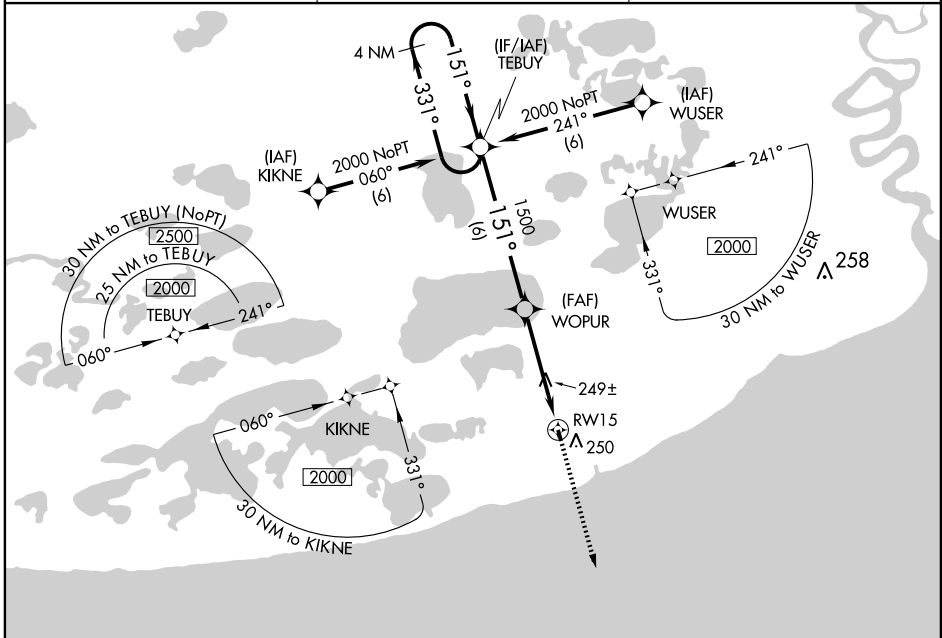 4 NM
151°
331°
(IF/IAF)
TEBUY
2000 NoPT
241°
(6)
(IAF)
WUSER
(IAF)
KIKNE
2000 NoPT
060°
(6)
1500
151°
(6)
241°
WUSER
2000
331°
30 NM to WUSER
258
30 NM to TEBUY (NoPT)
2500
25 NM to TEBUY
2000
TEBUY
241°
060°
(FAF)
WOPUR
249±
RW15
250
060°
KIKNE
331°
2000
30 NM to KIKNE